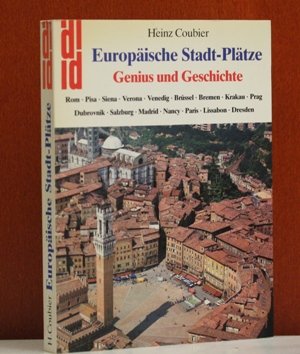 Heinz Coubier
Europäische Stadt-Plätze
Genius und Geschichte
Rom · Pisa · Siena · Verona · Venedig · Brüssel · Bremen · Krakau · Prag
Dubrovnik · Salzburg · Madrid · Nancy · Paris · Lissabon · Dresden
H. Coubier Europäische Stadt-Plätze